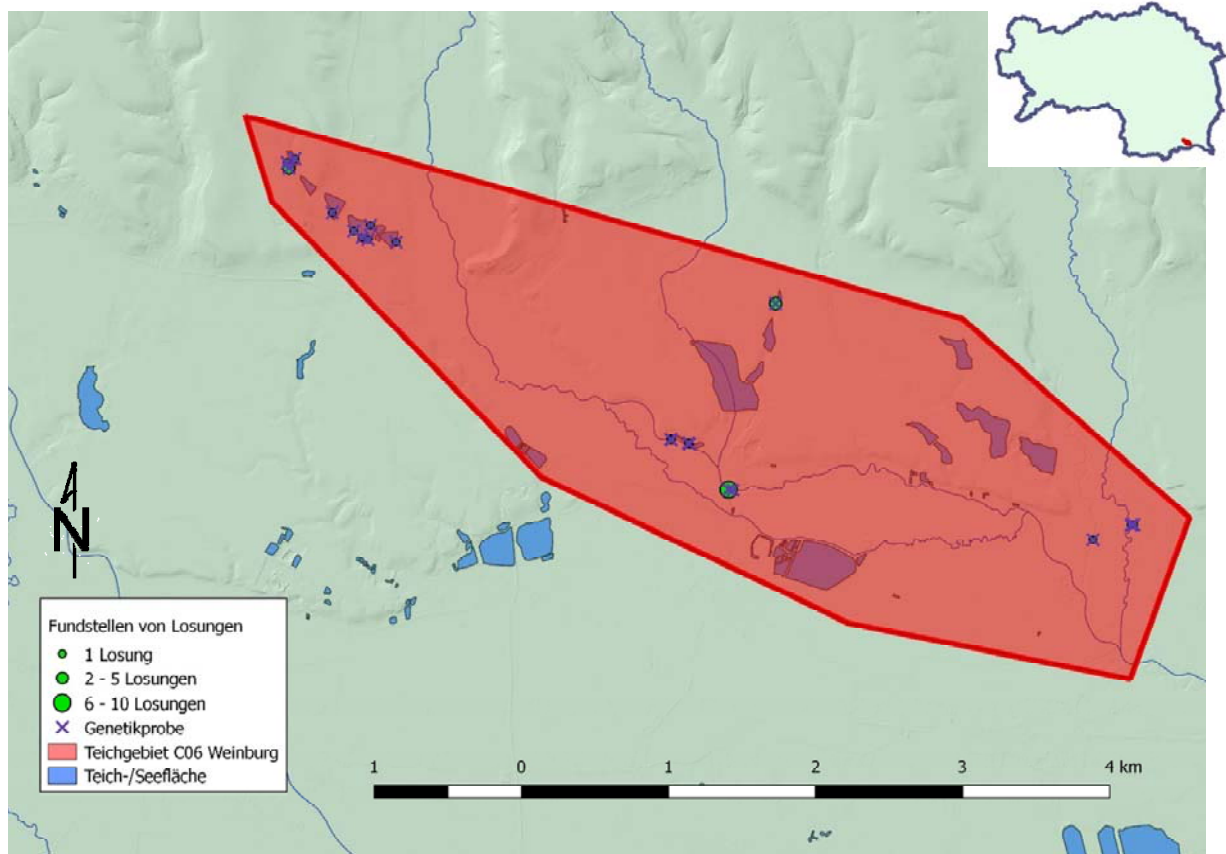 N
Fundstellen von Losungen
1 Losung
2 - 5 Losungen
6 - 10 Losungen
Genetikprobe
Teichgebiet C06 Weinburg
Teich-/Seefläche
1 0 1 2 3 4 km